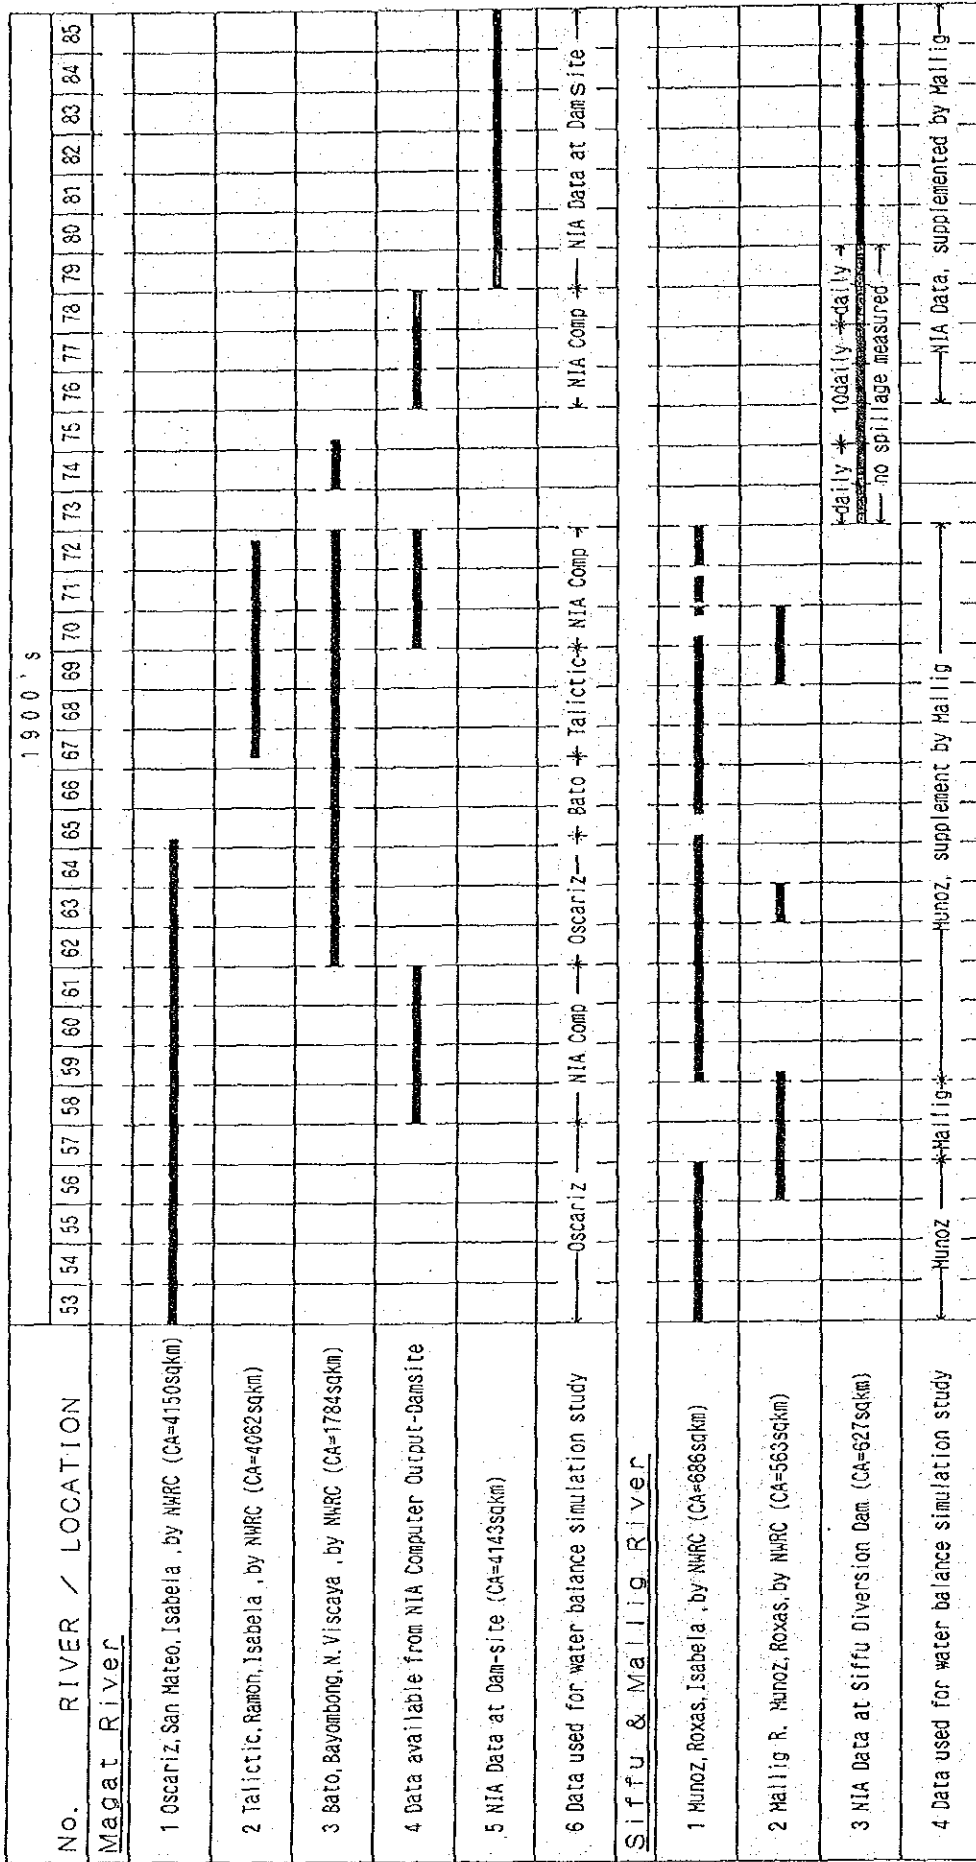 1900's
No. RIVER / LOCATION 53 54 55 56 57 58 59 60 61 62 63 64 65 66 67 68 69 70 71 72 73 74 75 76 77 78 79 80 81 82 83 84 85
Magat River
1 Oscariz, San Mateo, Isabela ,by NWRC (CA=4150sqkm)
2 Talictic, Ramon, Isabela ,by NWRC (CA=4062sqkm)
3 Bato, Bayombong, N. Viscaya ,by NWRC (CA=1784sqkm)
4 Data available from NIA Computer Output-Damsite
5 NIA Data at Dam-site (CA=4143sqkm)
6 Data used for water balance simulation study ←Oscariz→*←NIA Comp→*Oscariz→*Bato*Talictic*NIA Comp→ ←NIA Comp*←NIA Data at Damsite→
Siffu & Mallig River
1 Munoz, Roxas, Isabela ,by NWRC (CA=686sqkm)
2 Mallig R. Munoz, Roxas, by NWRC (CA=563sqkm)
←daily * 10daily *daily→
3 NIA Data at Siffu Diversion Dam (CA=627sqkm)
←no spillage measured→
4 Data used for water balance simulation study ←Munoz→*Mallig*←Munoz, supplement by Mallig→ ←NIA Data, supplemented by Mallig→